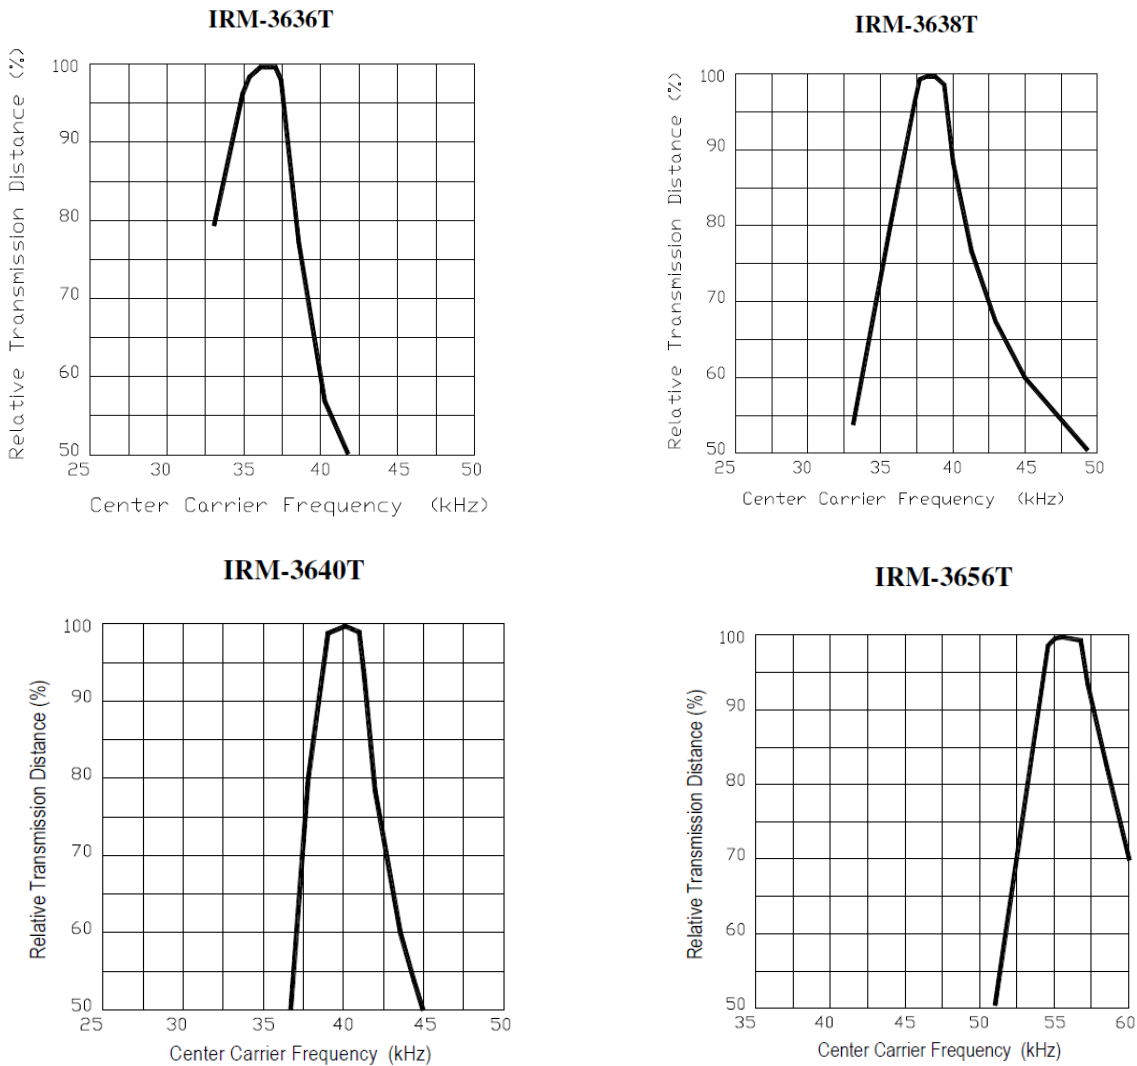 IRM-3636T
Relative Transmission Distance (%)
100
90
80
70
60
50
25 30 35 40 45 50
Center Carrier Frequency (kHz)
IRM-3638T
Relative Transmission Distance (%)
100
90
80
70
60
50
25 30 35 40 45 50
Center Carrier Frequency (kHz)
IRM-3640T
Relative Transmission Distance (%)
100
90
80
70
60
50
25 30 35 40 45 50
Center Carrier Frequency (kHz)
IRM-3656T
Relative Transmission Distance (%)
100
90
80
70
60
50
35 40 45 50 55 60
Center Carrier Frequency (kHz)